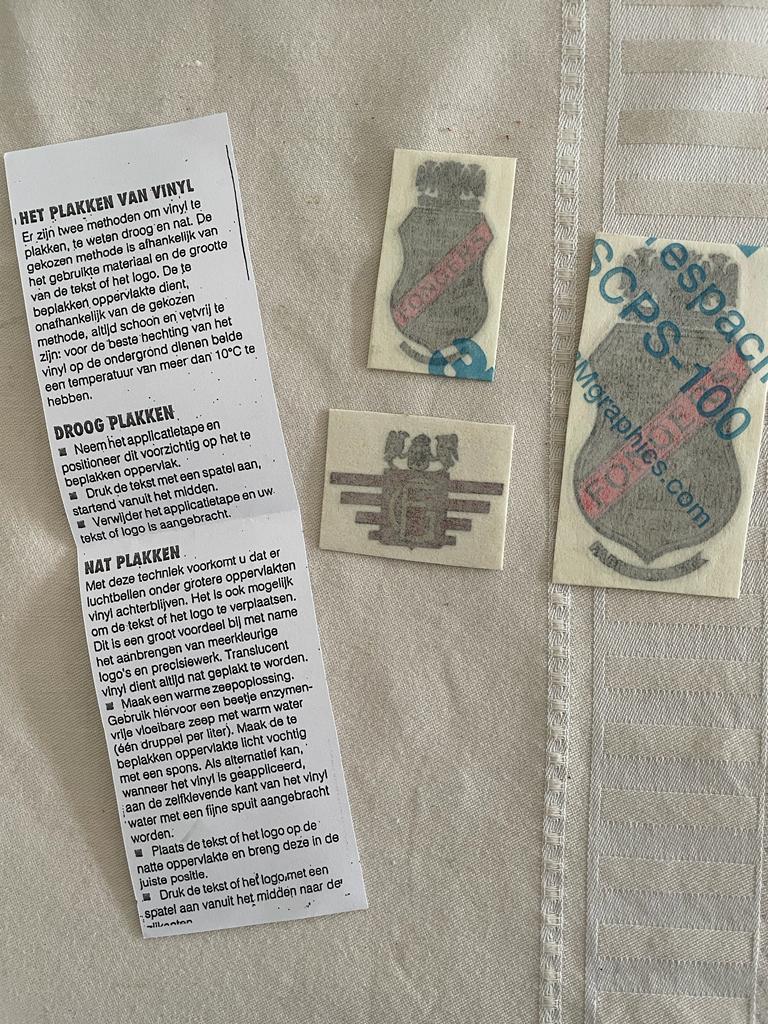 HET PLAKKEN VAN VINYL
Er zijn twee methoden om vinyl te
plakken, te weten droog en nat. De
gekozen methode is afhankelijk van
het gebruikte materiaal en de grootte
van de tekst of het logo. De te
beplakken oppervlakte dient,
onafhankelijk van de gekozen
methode, altijd schoon en vetvrij te
zijn: voor de beste hechting van het
vinyl op de ondergrond dienen beide
een temperatuur van meer dan 10°C te
hebben.
DROOG PLAKKEN
■ Neem het applicatietape en
positioneer dit voorzichtig op het te
beplakken oppervlak.
■ Druk de tekst met een spatel aan,
startend vanuit het midden.
■ Verwijder het applicatietape en uw
tekst of logo is aangebracht.
NAT PLAKKEN
Met deze techniek voorkomt u dat er
luchtbellen onder grotere oppervlakten
vinyl achterblijven. Het is ook mogelijk
om de tekst of het logo te verplaatsen.
Dit is een groot voordeel bij met name
het aanbrengen van meerkleurige
logo's en precisiewerk. Translucent
vinyl dient altijd nat geplakt te worden.
■ Maak een warme zeepoplossing.
Gebruik hiervoor een beetje enzymen-
vrije vloeibare zeep met warm water
(één druppel per liter). Maak de te
beplakken oppervlakte licht vochtig
met een spons. Als alternatief kan,
wanneer het vinyl is geappliceerd,
aan de zelfklevende kant van het vinyl
water met een fijne spuit aangebracht
worden.
■ Plaats de tekst of het logo op de
natte oppervlakte en breng deze in de
juiste positie.
■ Druk de tekst of het logo met een
spatel aan vanuit het midden naar de
zijkanten
FONGERS
FONGERS
espaci
SCPS-100
Mgraphics.com